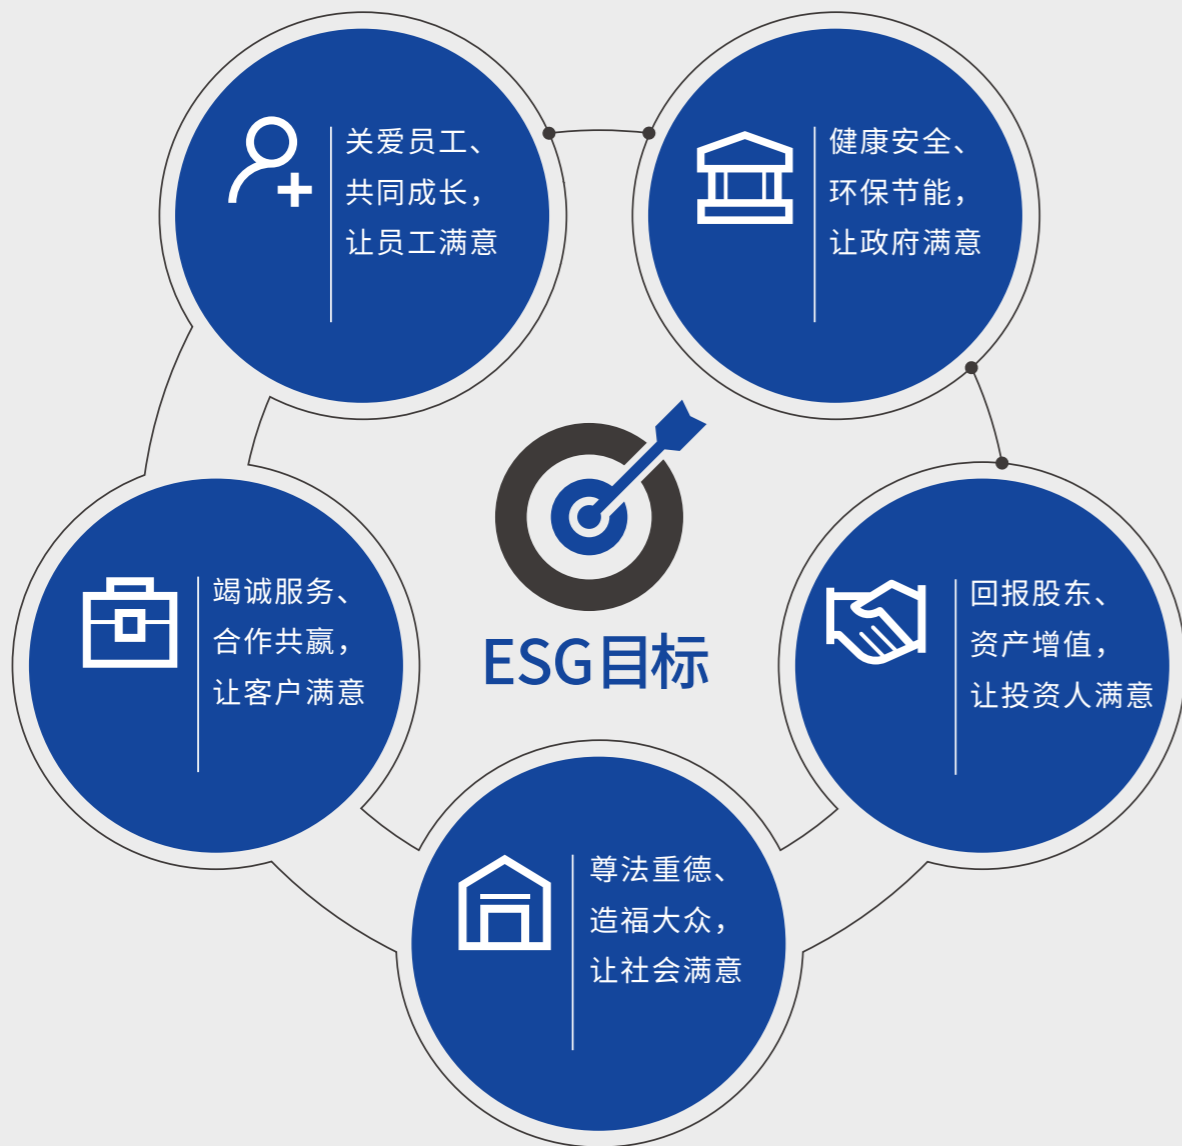 关爱员工、
共同成长，
让员工满意
健康安全、
环保节能，
让政府满意
竭诚服务、
合作共赢，
让客户满意
ESG目标
回报股东、
资产增值，
让投资人满意
尊法重德、
造福大众，
让社会满意